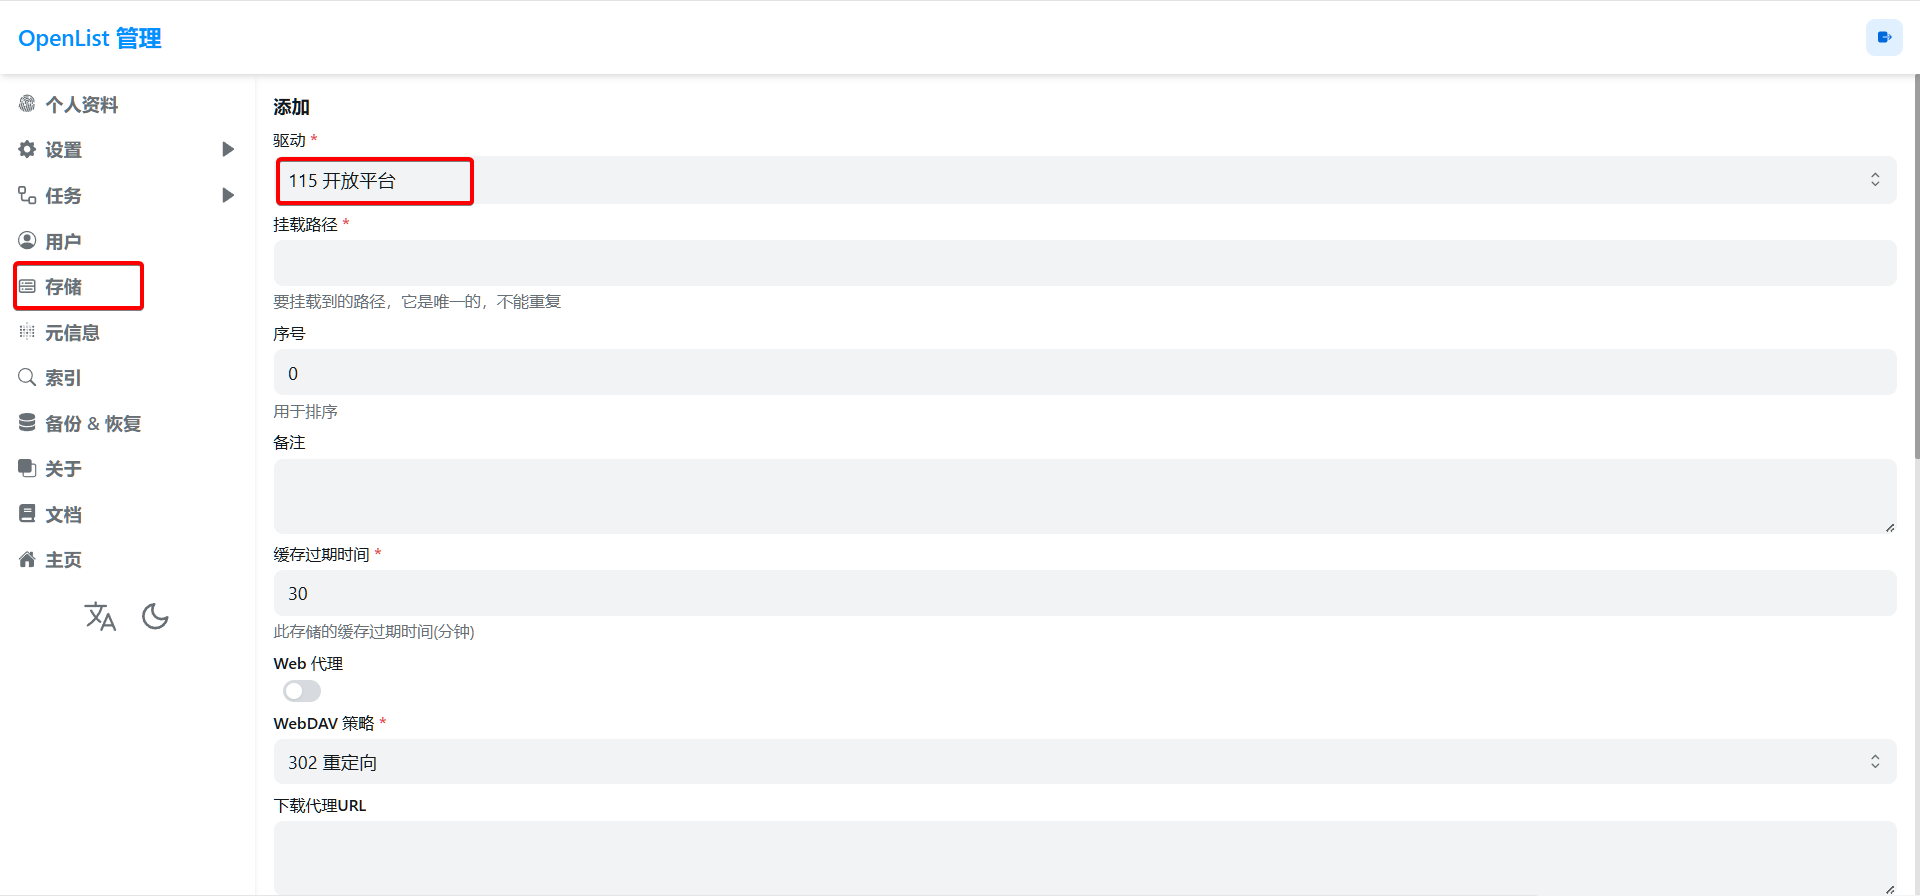 OpenList 管理
个人资料
设置
任务
用户
存储
元信息
索引
备份 & 恢复
关于
文档
主页
添加
驱动 *
115 开放平台
挂载路径 *
要挂载到的路径，它是唯一的，不能重复
序号
0
用于排序
备注
缓存过期时间 *
30
此存储的缓存过期时间(分钟)
Web 代理
WebDAV 策略 *
302 重定向
下载代理URL